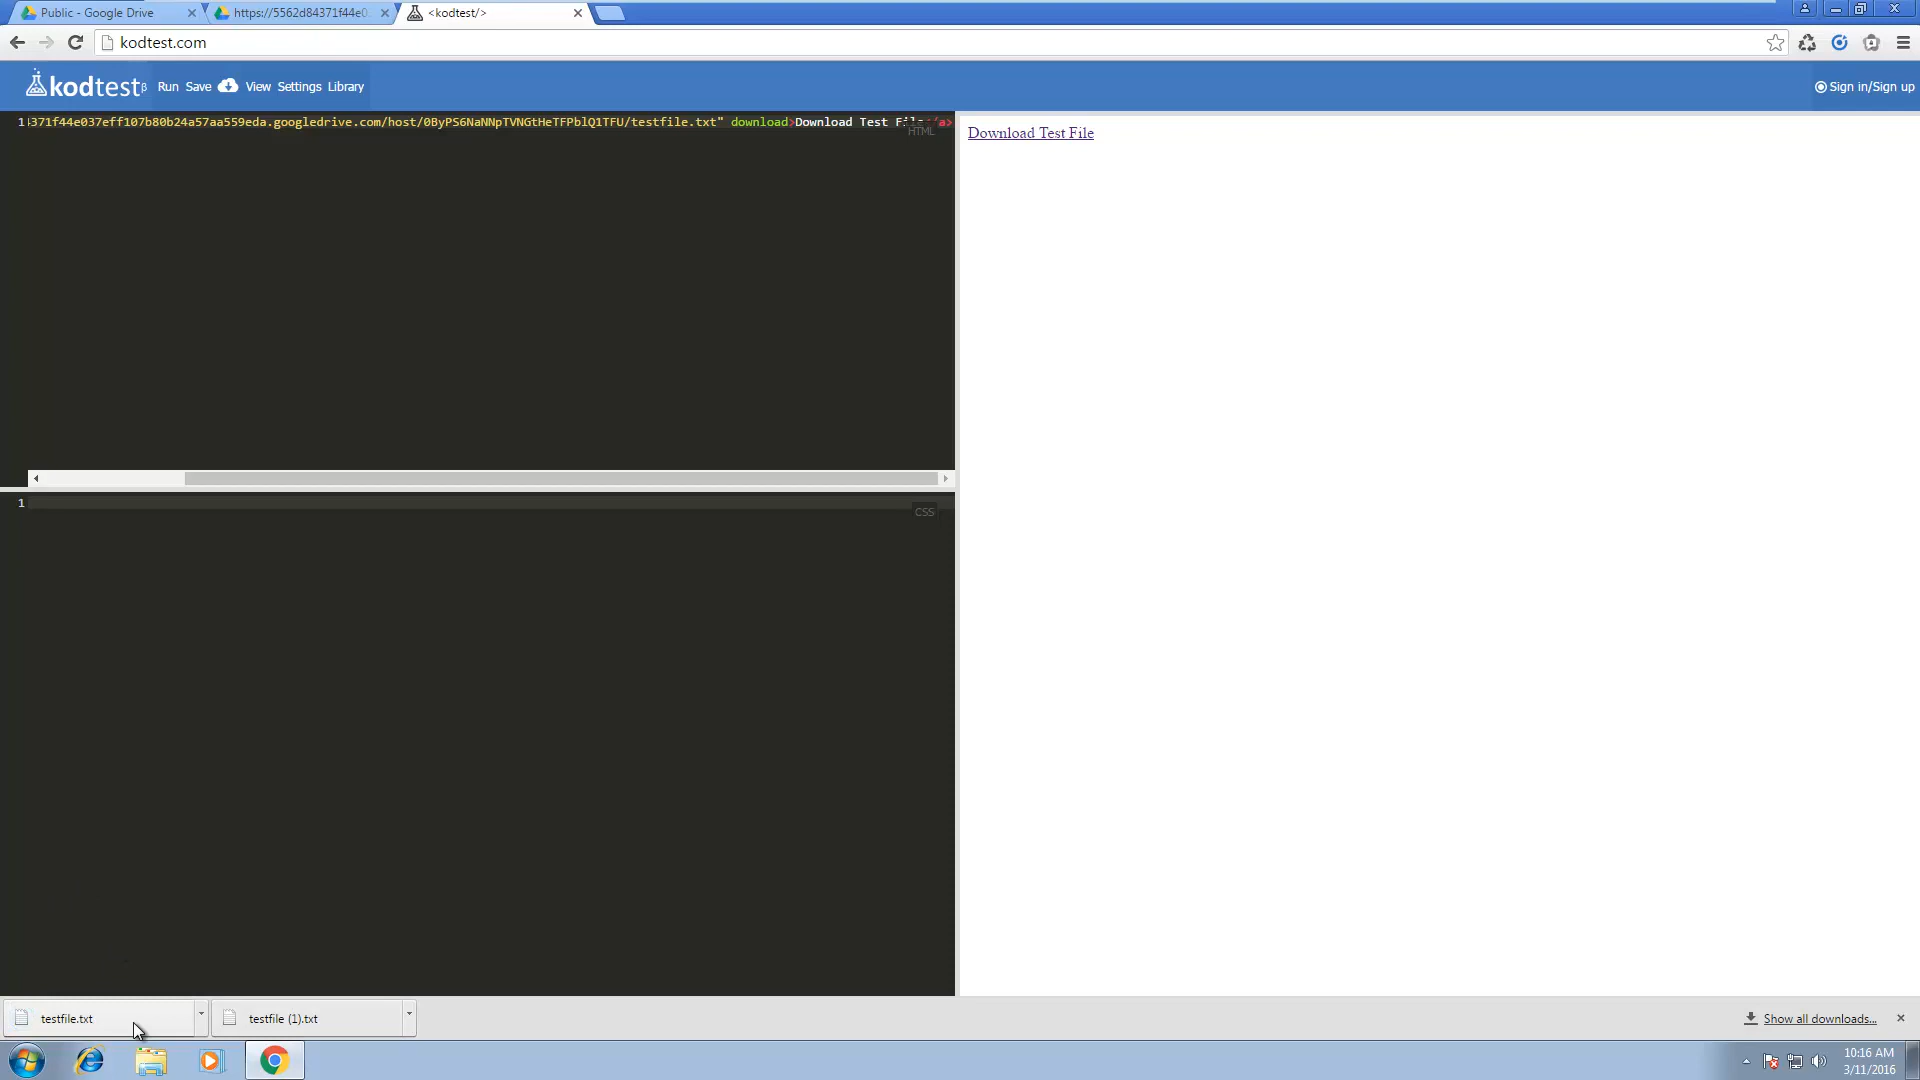 Public - Google Drive
https://5562d84371f44e0
<kodtest/>
kodtest.com
kodtestβ Run Save View Settings Library
Sign in/Sign up
1 371f44e037eff107b80b24a57aa559eda.googledrive.com/host/0ByPS6NaNNpTVNGtHeTFPblQ1TFU/testfile.txt" download>Download Test File</a>
HTML
Download Test File
1
CSS
testfile.txt
testfile (1).txt
Show all downloads...
10:16 AM
3/11/2016